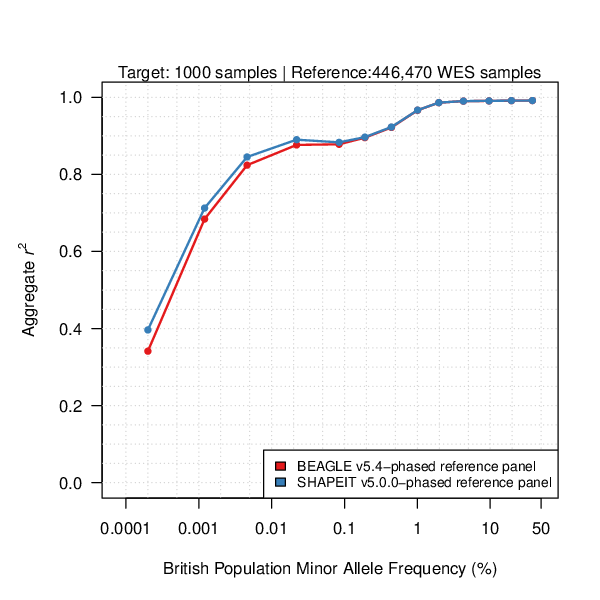 Target: 1000 samples | Reference:446,470 WES samples
1.0
0.8
0.6
0.4
0.2
0.0
Aggregate r²
BEAGLE v5.4−phased reference panel
SHAPEIT v5.0.0−phased reference panel
0.0001 0.001 0.01 0.1 1 10 50
British Population Minor Allele Frequency (%)